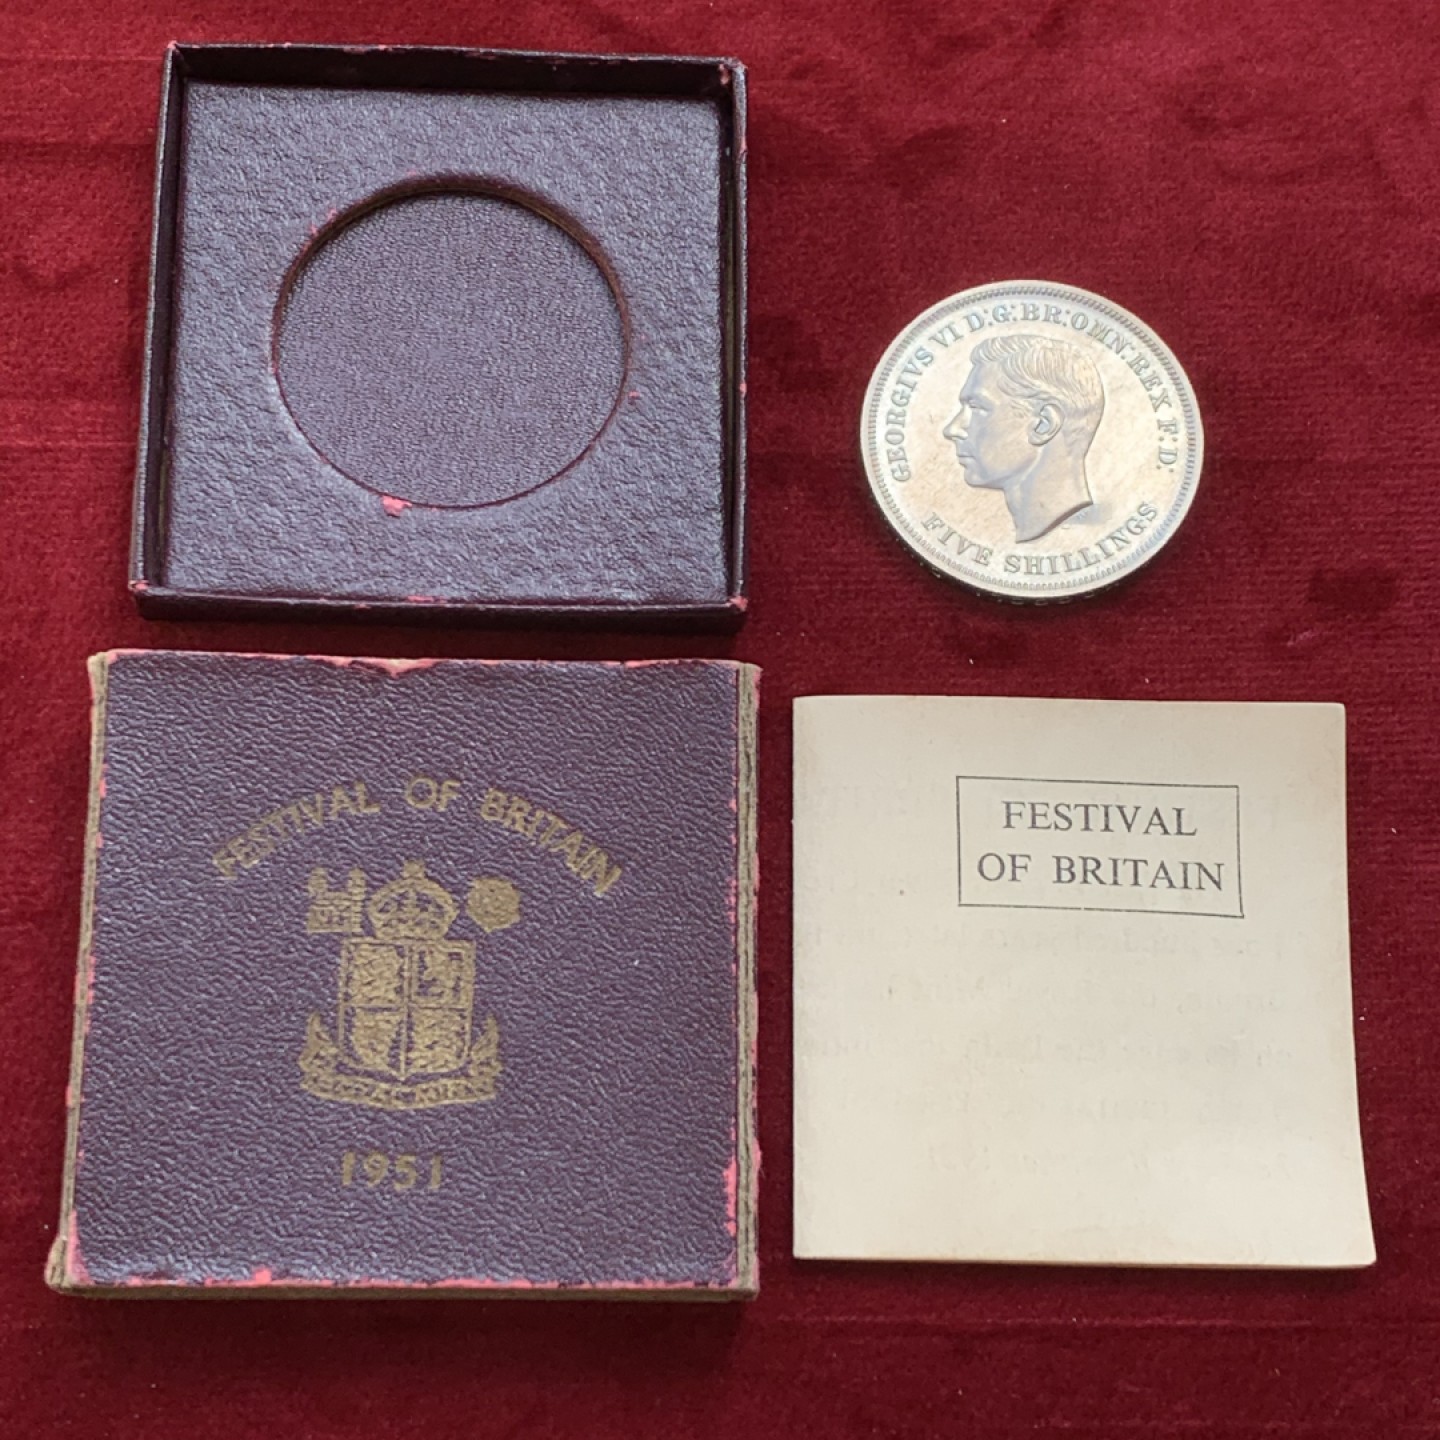 GEORGIVS VI D:G:BR:OMN:REX F:D:
FIVE SHILLINGS
FESTIVAL OF BRITAIN
1951
FESTIVAL
OF BRITAIN